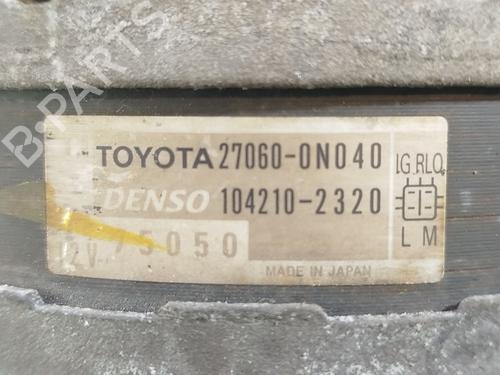 TOYOTA 27060-0N040
DENSO 104210-2320
IG.RLO
L M
12V 75050
MADE IN JAPAN
B-PARTS